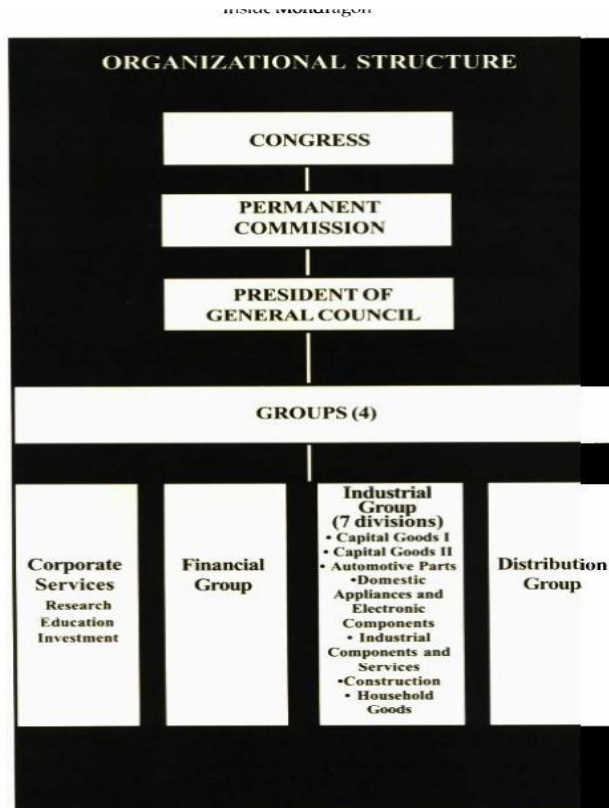 Inside Mondragon
ORGANIZATIONAL STRUCTURE
CONGRESS
PERMANENT
COMMISSION
PRESIDENT OF
GENERAL COUNCIL
GROUPS (4)
Corporate
Services
Research
Education
Investment
Financial
Group
Industrial
Group
(7 divisions)
• Capital Goods I
• Capital Goods II
• Automotive Parts
•Domestic
Appliances and
Electronic
Components
• Industrial
Components and
Services
•Construction
• Household
Goods
Distribution
Group